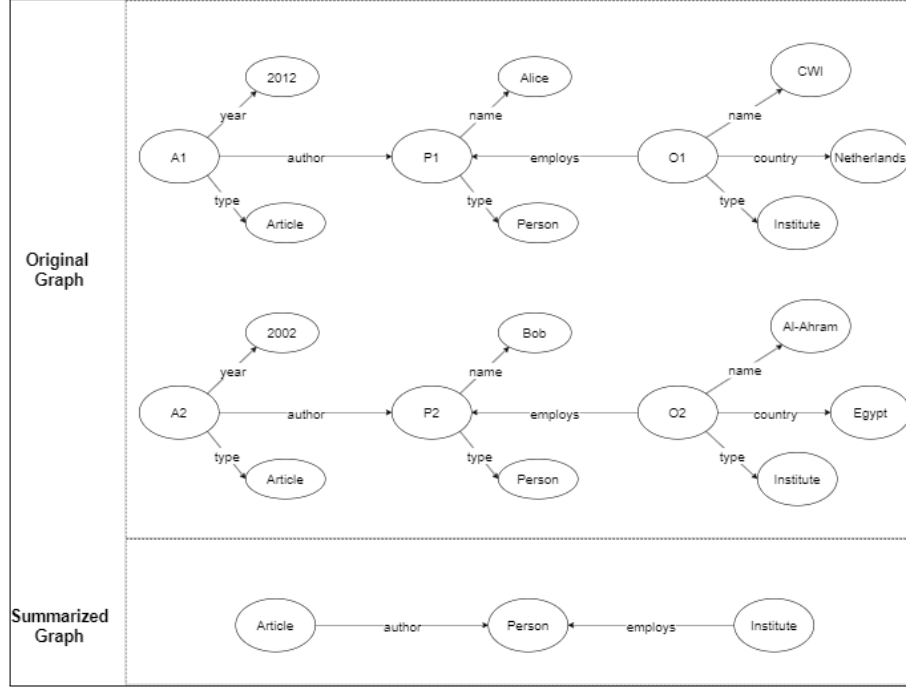 2012
Alice
CWI
year
name
name
A1
author
P1
employs
O1
country
Netherlands
type
type
type
Article
Person
Institute
Original
Graph
2002
Bob
Al-Ahram
year
name
name
A2
author
P2
employs
O2
country
Egypt
type
type
type
Article
Person
Institute
Summarized
Graph
Article
author
Person
employs
Institute